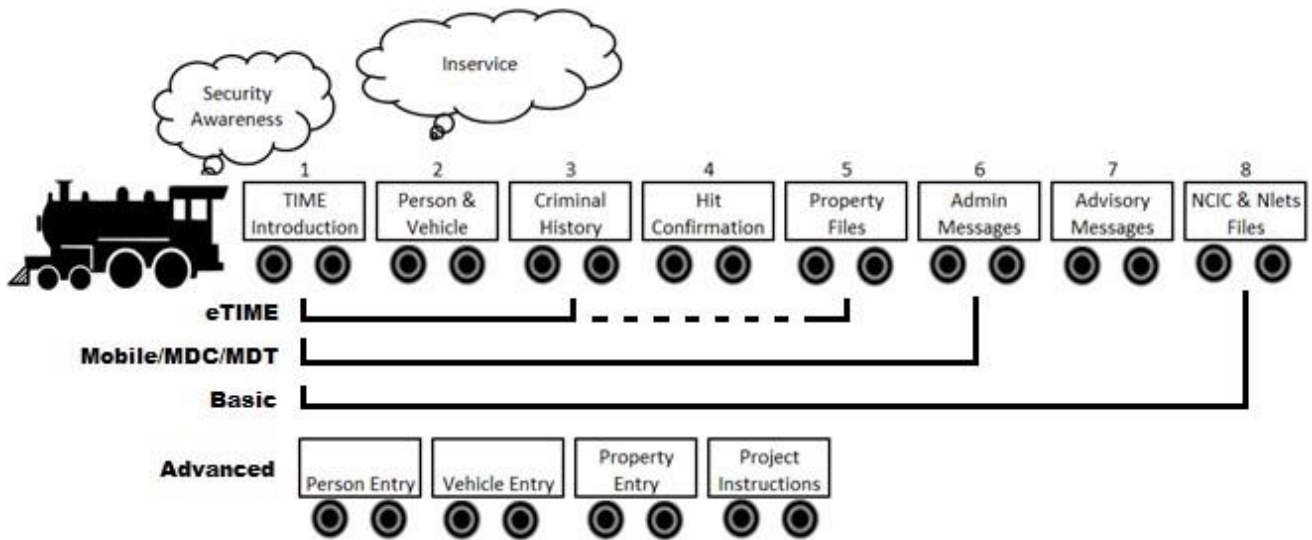 Security
Awareness
Inservice
1 2 3 4 5 6 7 8
TIME
Introduction
Person &
Vehicle
Criminal
History
Hit
Confirmation
Property
Files
Admin
Messages
Advisory
Messages
NCIC & Nlets
Files
eTIME
Mobile/MDC/MDT
Basic
Advanced
Person Entry
Vehicle Entry
Property
Entry
Project
Instructions